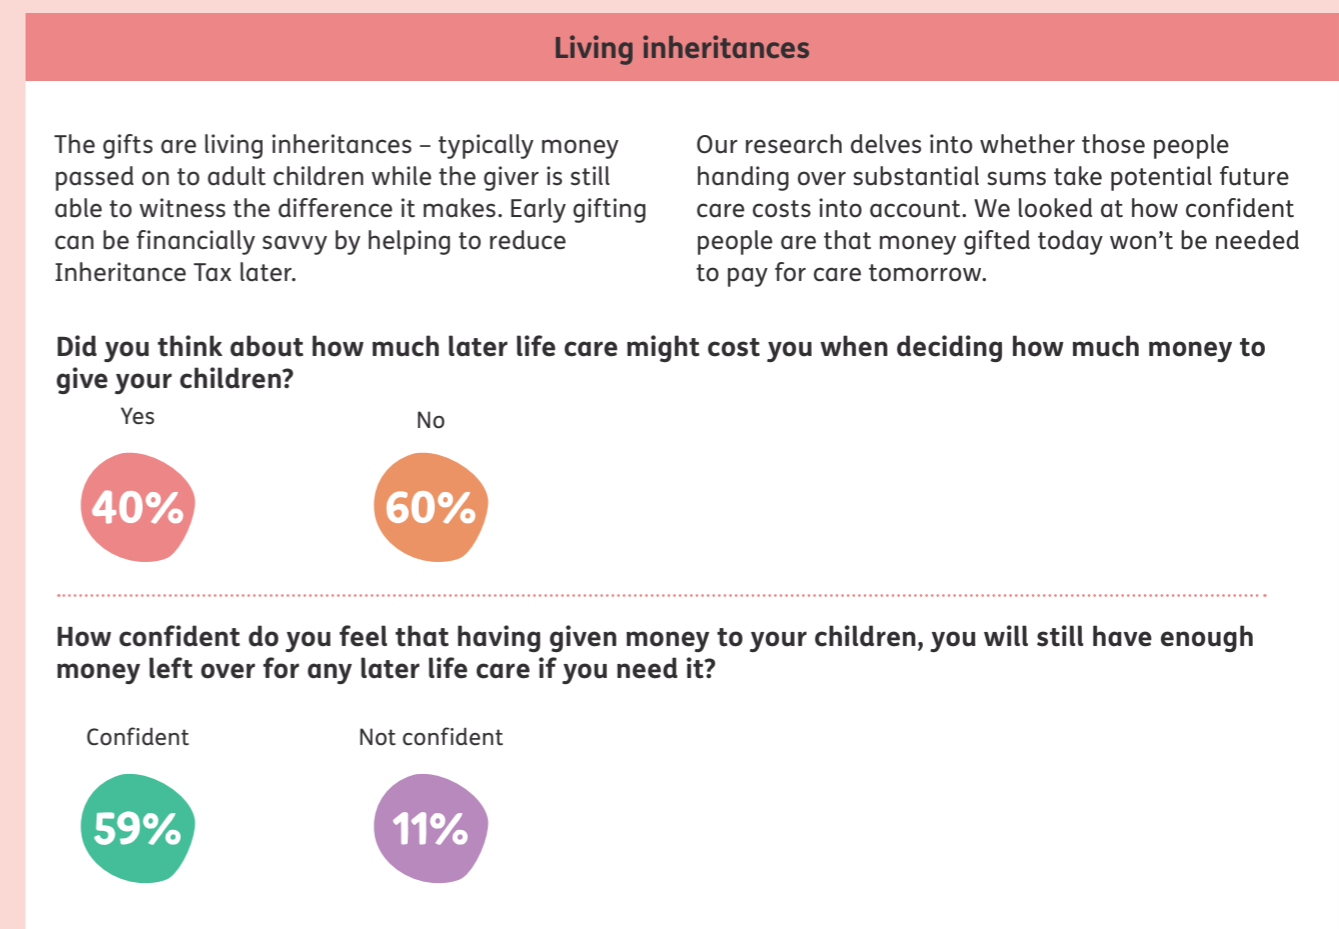 Living inheritances
The gifts are living inheritances – typically money
passed on to adult children while the giver is still
able to witness the difference it makes. Early gifting
can be financially savvy by helping to reduce
Inheritance Tax later.
Our research delves into whether those people
handing over substantial sums take potential future
care costs into account. We looked at how confident
people are that money gifted today won’t be needed
to pay for care tomorrow.
Did you think about how much later life care might cost you when deciding how much money to
give your children?
Yes
No
40%
60%
How confident do you feel that having given money to your children, you will still have enough
money left over for any later life care if you need it?
Confident
Not confident
59%
11%